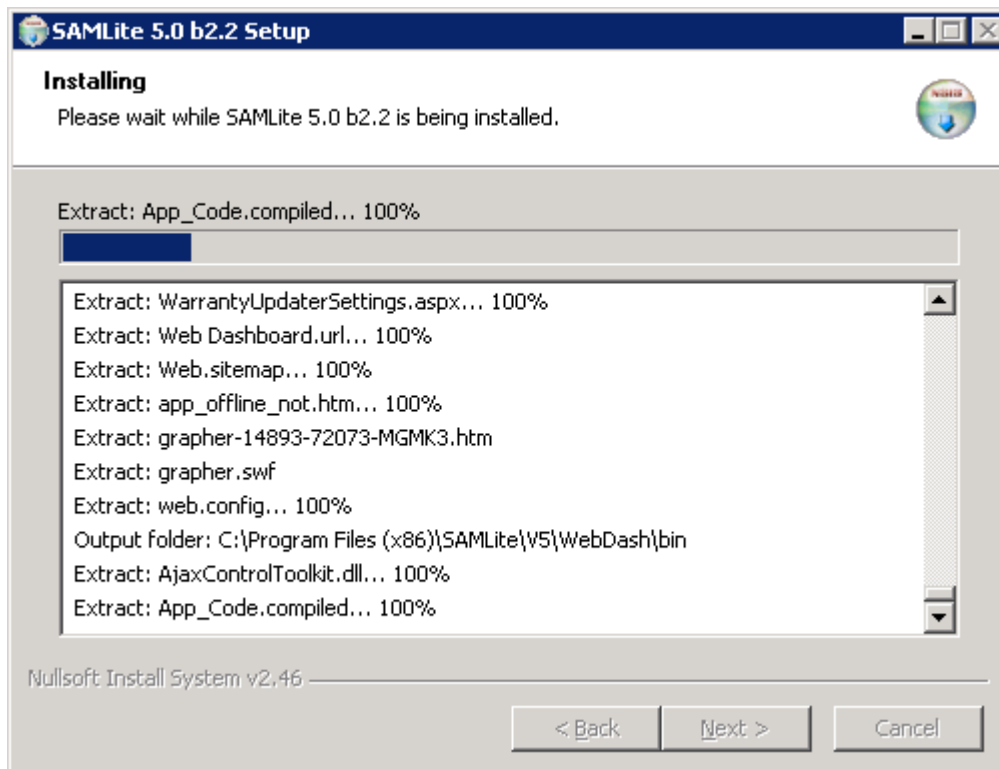 SAMLite 5.0 b2.2 Setup
Installing
Please wait while SAMLite 5.0 b2.2 is being installed.
Extract: App_Code.compiled... 100%
Extract: WarrantyUpdaterSettings.aspx... 100%
Extract: Web Dashboard.url... 100%
Extract: Web.sitemap... 100%
Extract: app_offline_not.htm... 100%
Extract: grapher-14893-72073-MGMK3.htm
Extract: grapher.swf
Extract: web.config... 100%
Output folder: C:\Program Files (x86)\SAMLite\V5\WebDash\bin
Extract: AjaxControlToolkit.dll... 100%
Extract: App_Code.compiled... 100%
Nullsoft Install System v2.46
< Back
Next >
Cancel